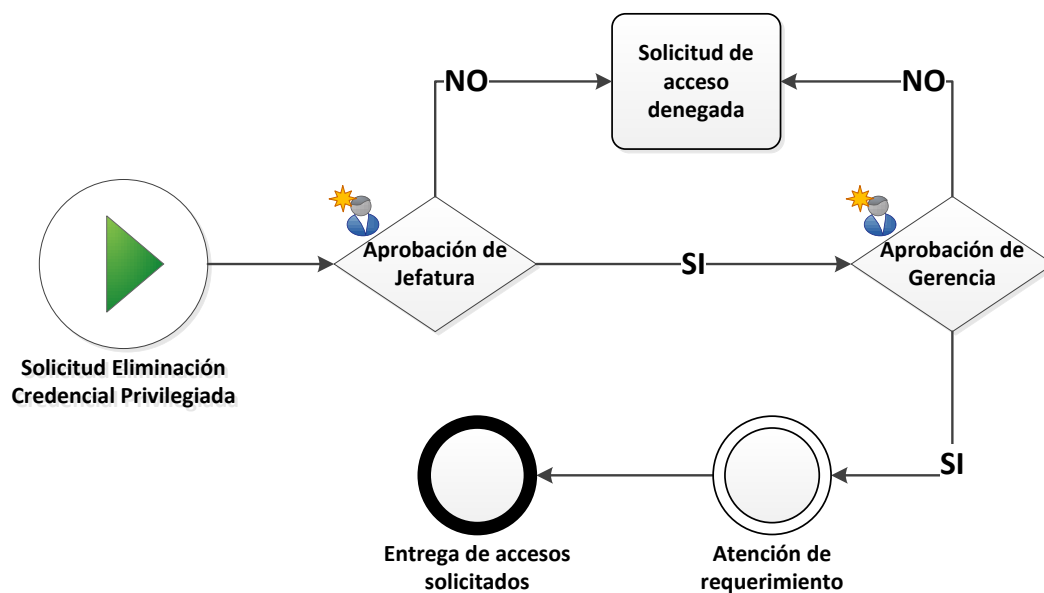 Solicitud de
acceso
denegada
NO
NO
Aprobación de
Jefatura
SI
Aprobación de
Gerencia
Solicitud Eliminación
Credencial Privilegiada
SI
Entrega de accesos
solicitados
Atención de
requerimiento